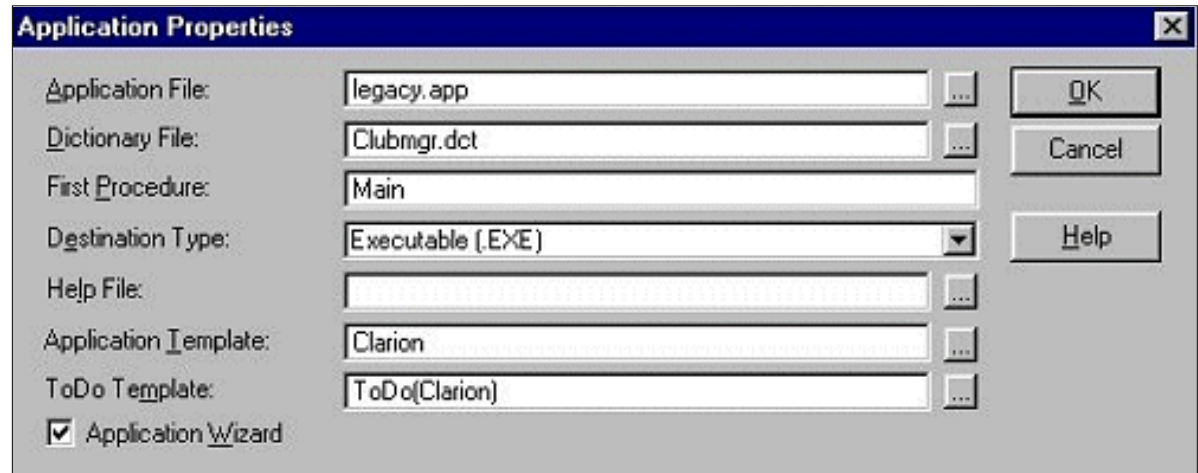 Application Properties
Application File: legacy.app ... OK
Dictionary File: Clubmgr.dct ... Cancel
First Procedure: Main
Destination Type: Executable (.EXE) Help
Help File: ...
Application Template: Clarion ...
ToDo Template: ToDo(Clarion) ...
Application Wizard